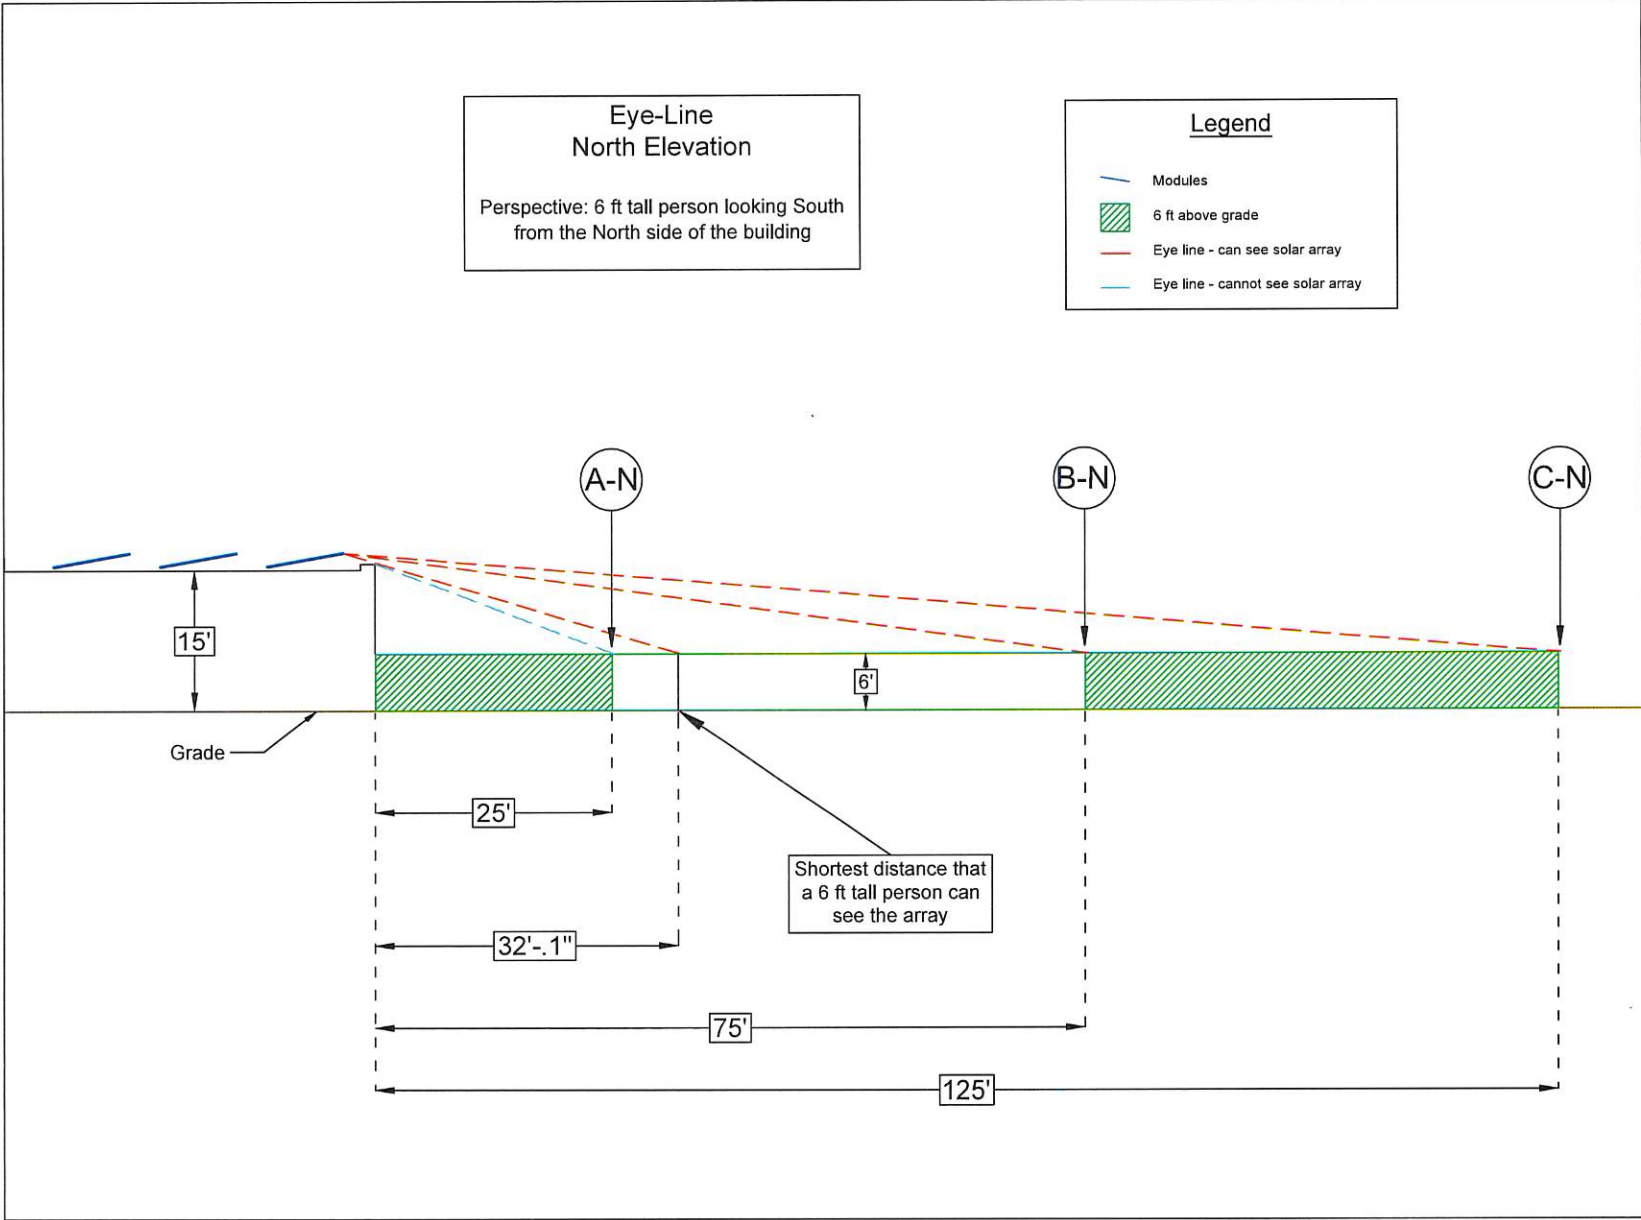 Eye-Line
North Elevation
Perspective: 6 ft tall person looking South
from the North side of the building
Legend
Modules
6 ft above grade
Eye line - can see solar array
Eye line - cannot see solar array
A-N
B-N
C-N
15'
6'
Grade
25'
Shortest distance that
a 6 ft tall person can
see the array
32'-.1"
75'
125'